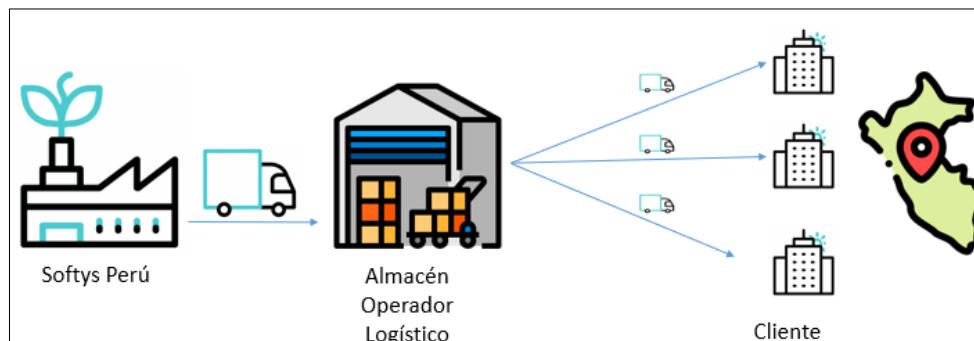 Softys Perú
Almacén
Operador
Logístico
Cliente